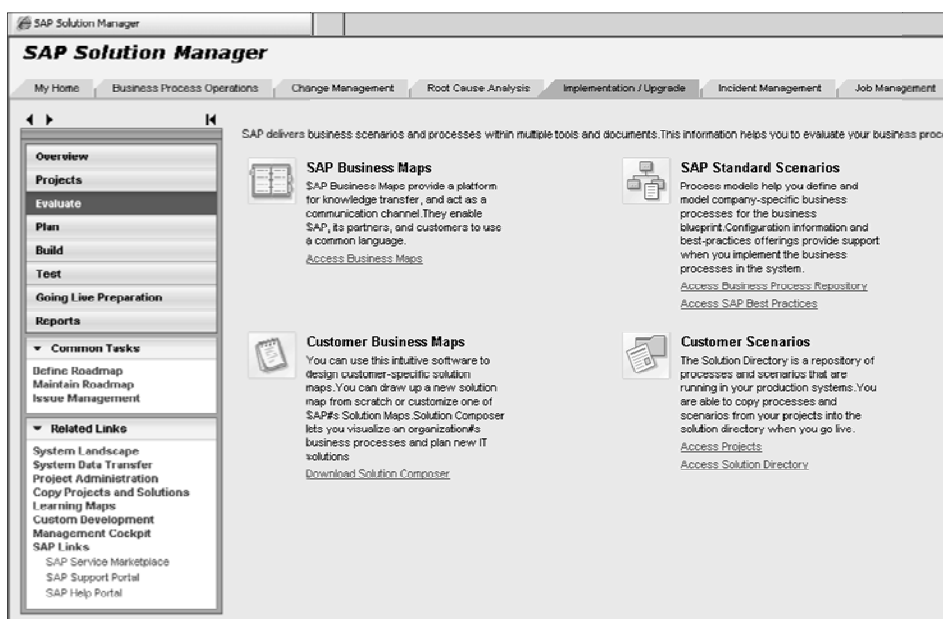 SAP Solution Manager
SAP Solution Manager
My Home Business Process Operations Change Management Root Cause Analysis Implementation / Upgrade Incident Management Job Management
Overview
Projects
Evaluate
Plan
Build
Test
Going Live Preparation
Reports
Common Tasks
Define Roadmap
Maintain Roadmap
Issue Management
Related Links
System Landscape
System Data Transfer
Project Administration
Copy Projects and Solutions
Learning Maps
Custom Development
Management Cockpit
SAP Links
SAP Service Marketplace
SAP Support Portal
SAP Help Portal
SAP delivers business scenarios and processes within multiple tools and documents.This information helps you to evaluate your business proc
SAP Business Maps
SAP Business Maps provide a platform
for knowledge transfer, and act as a
communication channel.They enable
SAP, its partners, and customers to use
a common language.
Access Business Maps
SAP Standard Scenarios
Process models help you define and
model company-specific business
processes for the business
blueprint.Configuration information and
best-practices offerings provide support
when you implement the business
processes in the system.
Access Business Process Repository
Access SAP Best Practices
Customer Business Maps
You can use this intuitive software to
design customer-specific solution
maps.You can draw up a new solution
map from scratch or customize one of
SAP#s Solution Maps.Solution Composer
lets you visualize an organization#s
business processes and plan new IT
solutions
Download Solution Composer
Customer Scenarios
The Solution Directory is a repository of
processes and scenarios that are
running in your production systems.You
are able to copy processes and
scenarios from your projects into the
solution directory when you go live.
Access Projects
Access Solution Directory